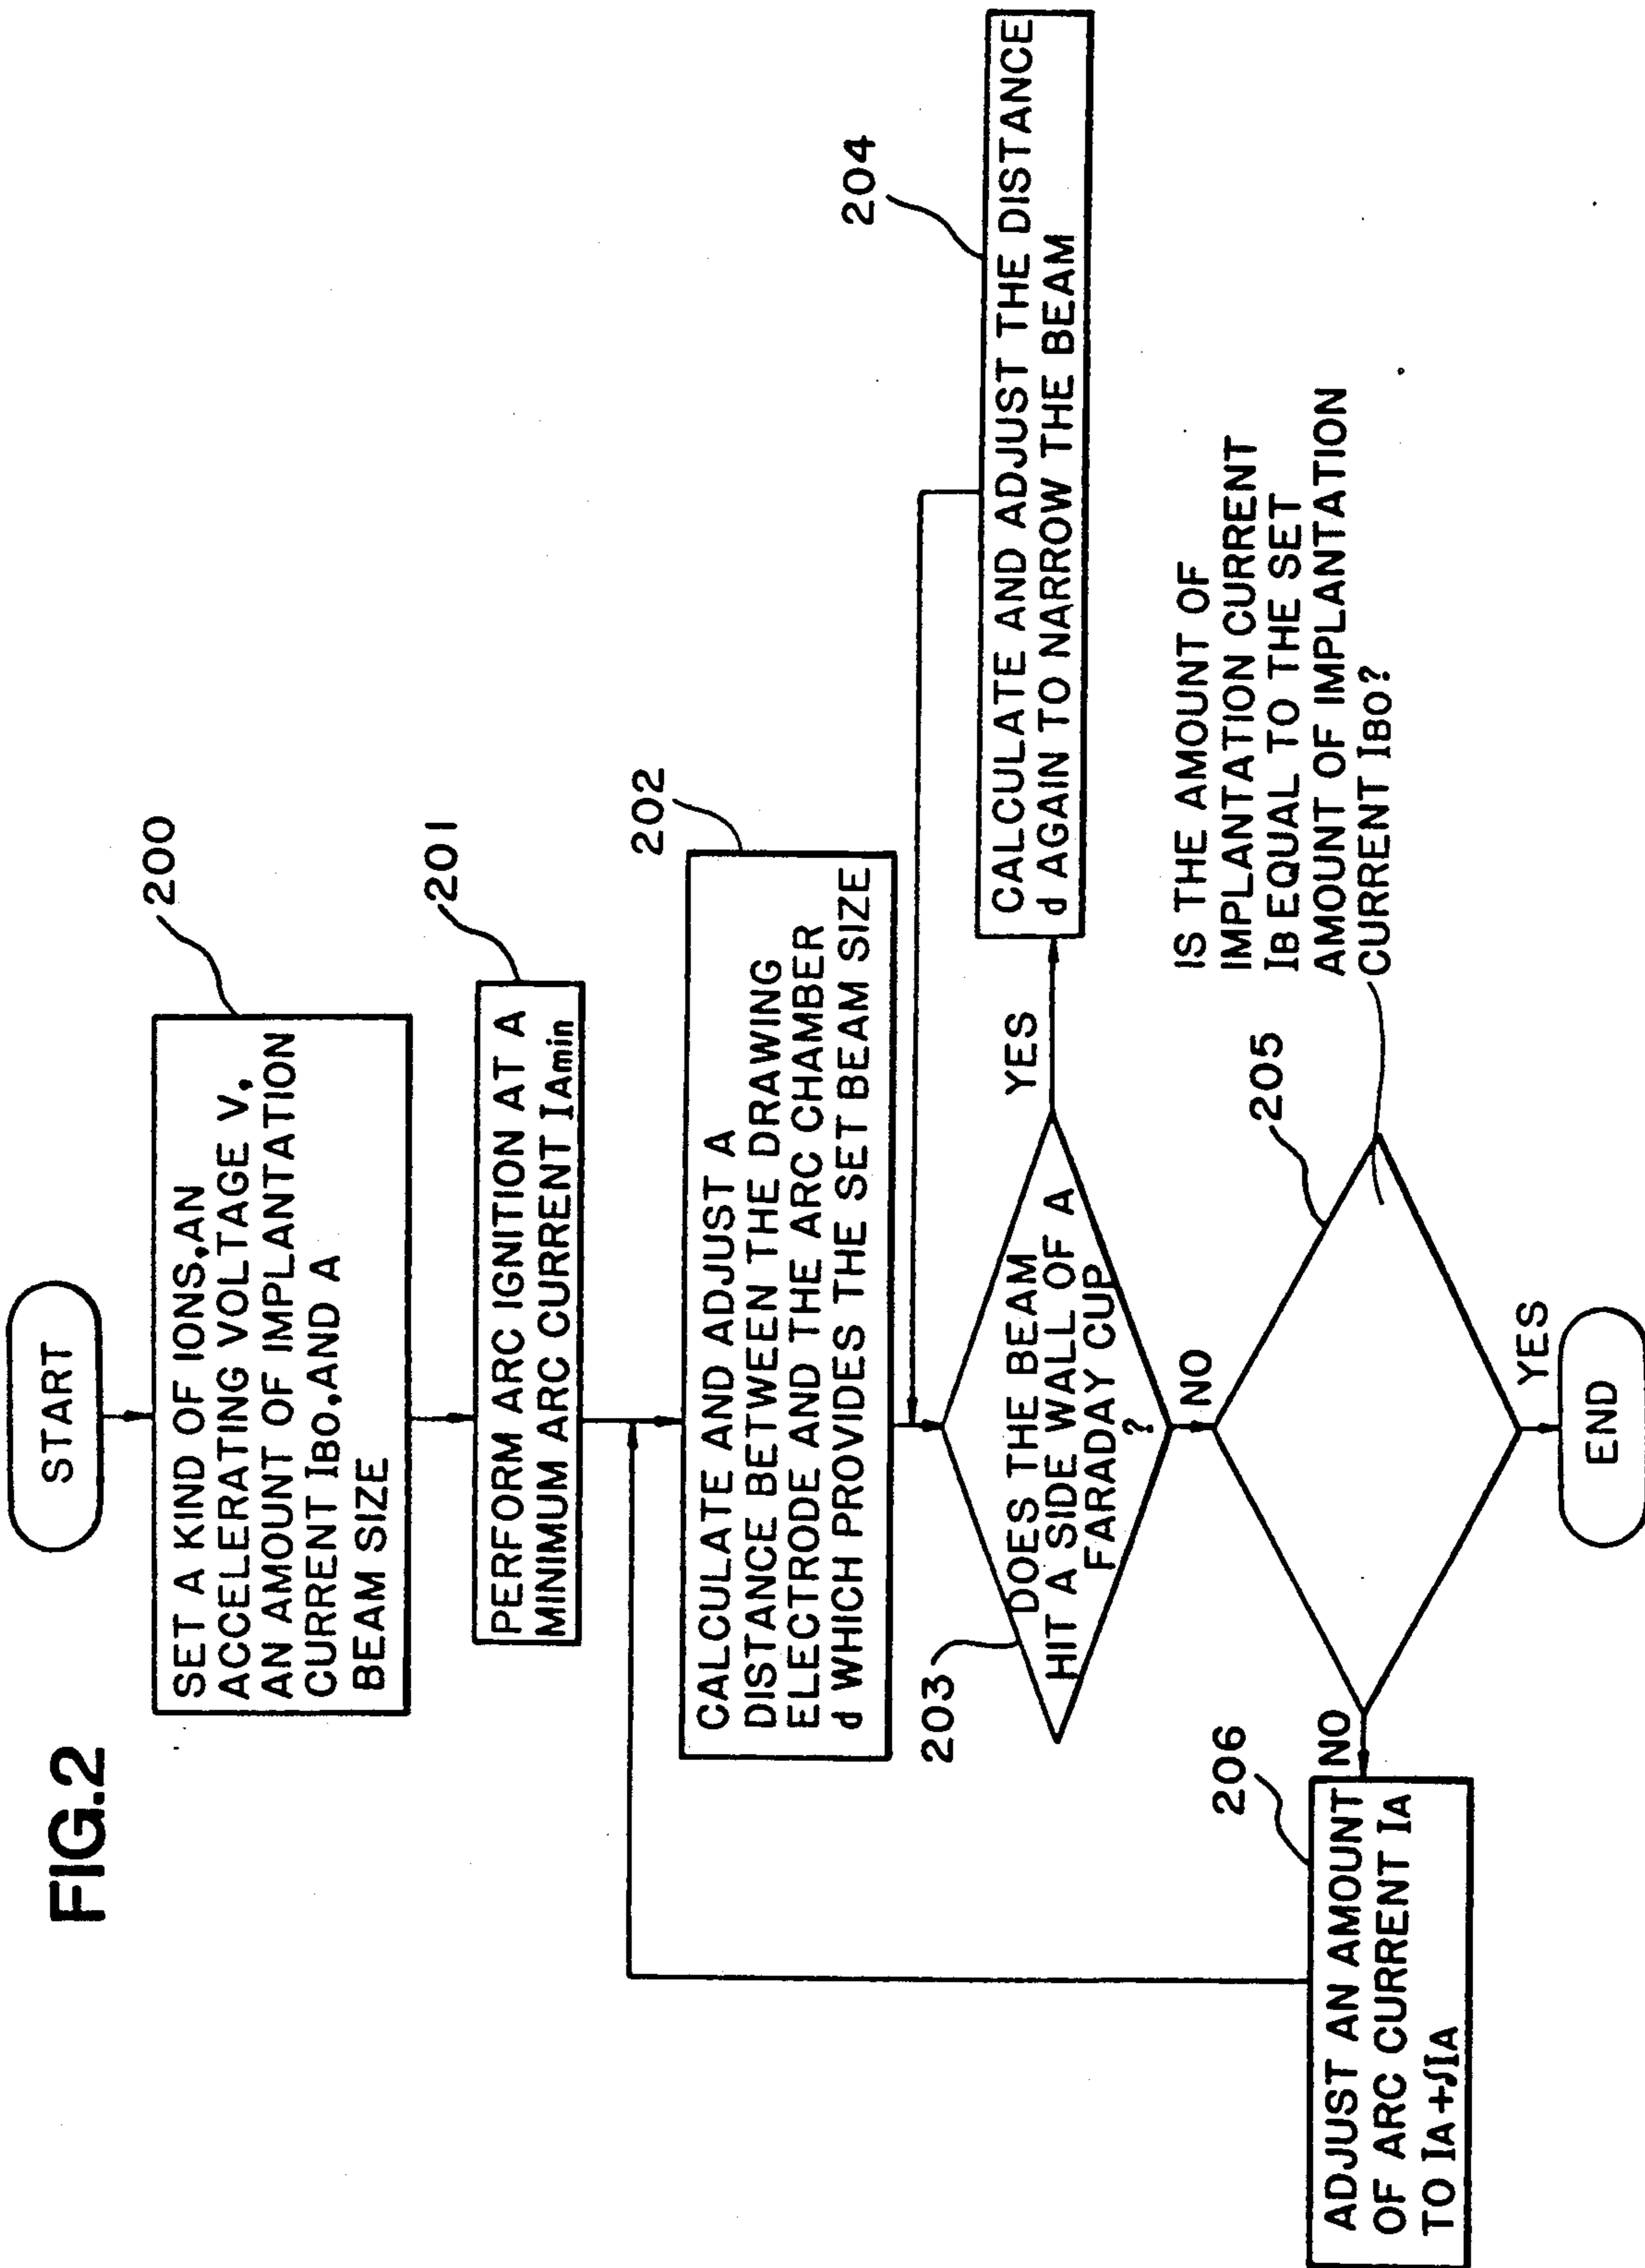 FIG.2
START
200
SET A KIND OF IONS, AN
ACCELERATING VOLTAGE V,
AN AMOUNT OF IMPLANTATION
CURRENT IBO, AND A
BEAM SIZE
201
PERFORM ARC IGNITION AT A
MINIMUM ARC CURRENT IAmin
202
CALCULATE AND ADJUST A
DISTANCE BETWEEN THE DRAWING
ELECTRODE AND THE ARC CHAMBER
d WHICH PROVIDES THE SET BEAM SIZE
203
DOES THE BEAM
HIT A SIDE WALL OF A
FARADAY CUP
?
YES
204
CALCULATE AND ADJUST THE DISTANCE
d AGAIN TO NARROW THE BEAM
NO
205
IS THE AMOUNT OF
IMPLANTATION CURRENT
IB EQUAL TO THE SET
AMOUNT OF IMPLANTATION
CURRENT IBO?
NO
206
ADJUST AN AMOUNT
OF ARC CURRENT IA
TO IA+∫IA
YES
END